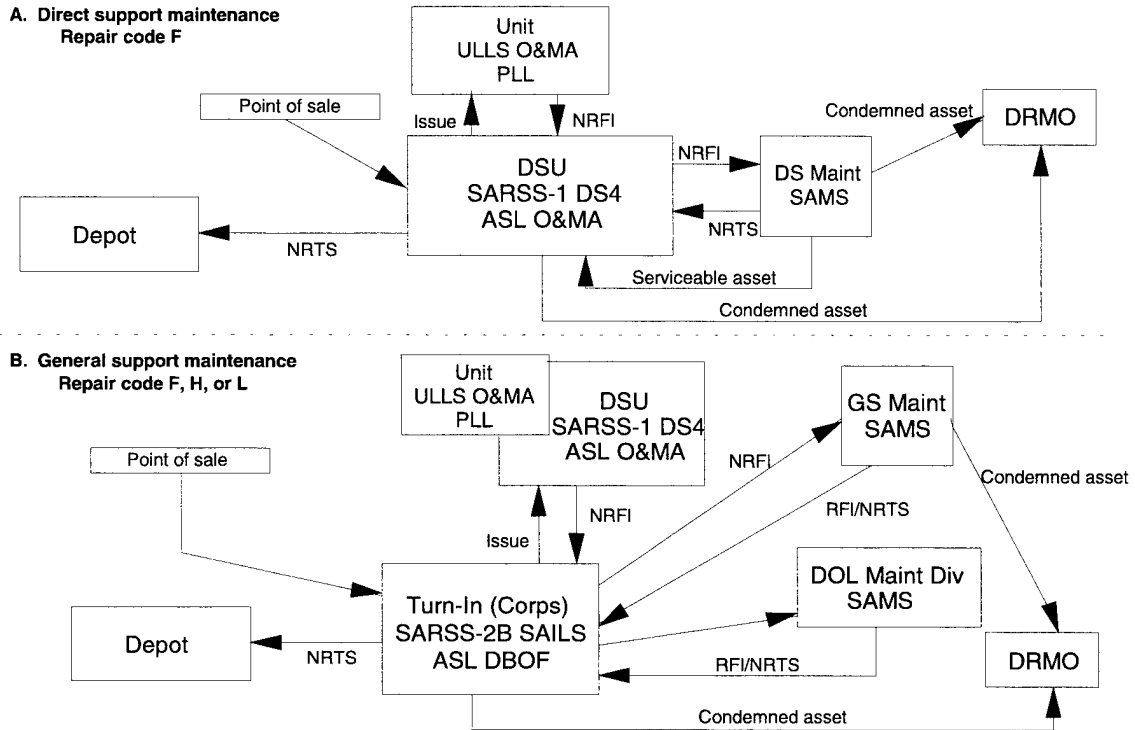 A. Direct support maintenance
Repair code F
Unit
ULLS O&MA
PLL
Point of sale
Issue
NRFI
Condemned asset
DRMO
DSU
SARSS-1 DS4
ASL O&MA
NRFI
DS Maint
SAMS
NRTS
Depot
NRTS
Serviceable asset
Condemned asset
B. General support maintenance
Repair code F, H, or L
Unit
ULLS O&MA
PLL
DSU
SARSS-1 DS4
ASL O&MA
GS Maint
SAMS
Point of sale
NRFI
Condemned asset
Issue
NRFI
RFI/NRTS
Turn-In (Corps)
SARSS-2B SAILS
ASL DBOF
DOL Maint Div
SAMS
Depot
NRTS
RFI/NRTS
DRMO
Condemned asset